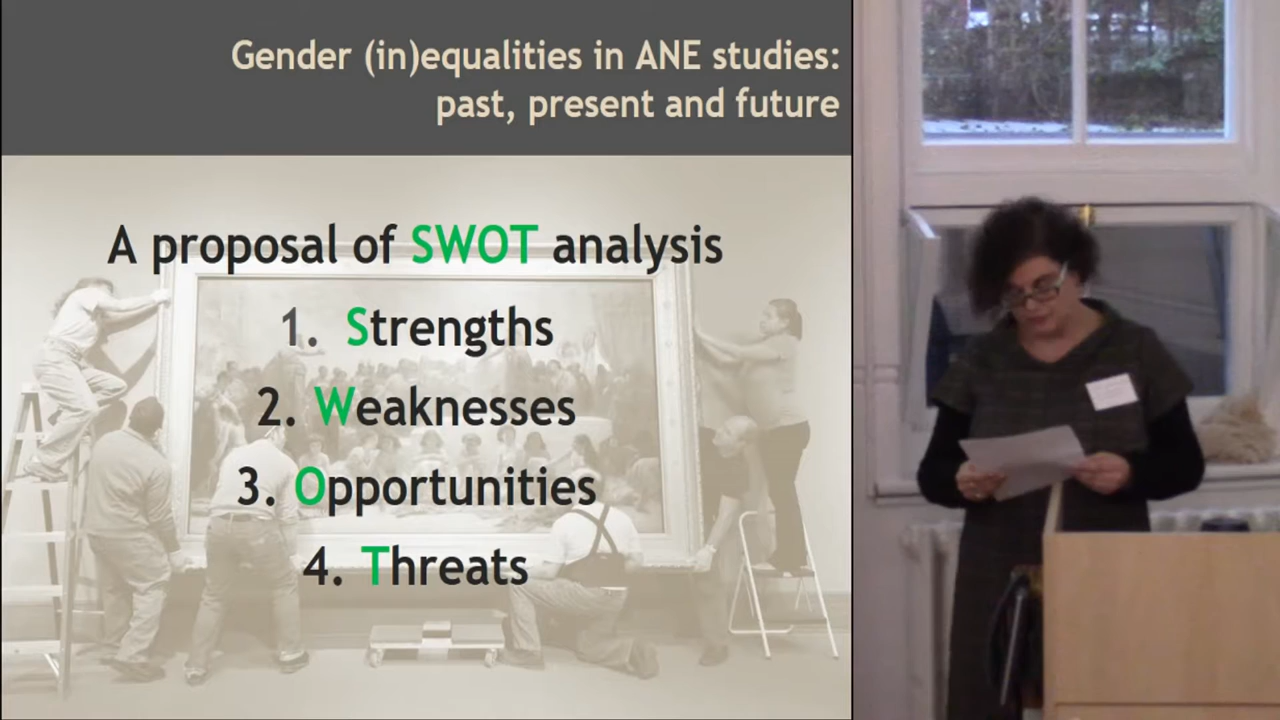 Gender (in)equalities in ANE studies:
past, present and future
A proposal of SWOT analysis
1. Strengths
2. Weaknesses
3. Opportunities
4. Threats